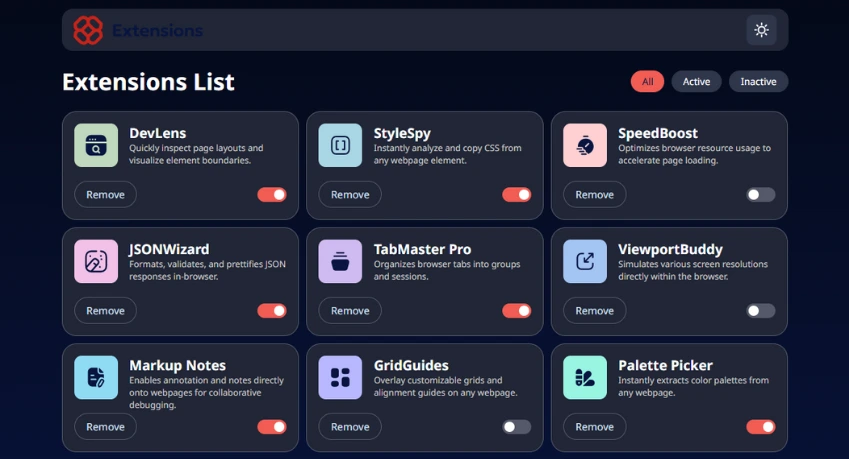 Extensions
Extensions List
All
Active
Inactive
DevLens
Quickly inspect page layouts and
visualize element boundaries.
Remove
StyleSpy
Instantly analyze and copy CSS from
any webpage element.
Remove
SpeedBoost
Optimizes browser resource usage to
accelerate page loading.
Remove
JSONWizard
Formats, validates, and prettifies JSON
responses in-browser.
Remove
TabMaster Pro
Organizes browser tabs into groups
and sessions.
Remove
ViewportBuddy
Simulates various screen resolutions
directly within the browser.
Remove
Markup Notes
Enables annotation and notes directly
onto webpages for collaborative
debugging.
Remove
GridGuides
Overlay customizable grids and
alignment guides on any webpage.
Remove
Palette Picker
Instantly extracts color palettes from
any webpage.
Remove